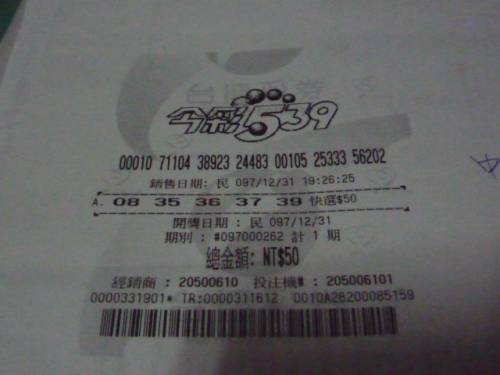 今彩539
00010 71104 38923 24483 00105 25333 56202
銷售日期: 民 097/12/31 19:26:25
A. 08 35 36 37 39 快選$50
開獎日期 : 民 097/12/31
期別 : #097000262 計 1 期
總金額: NT$50
經銷商 : 20500610 投注機# : 205006101
0000331901* TR:0000311612 0010A2B200085159